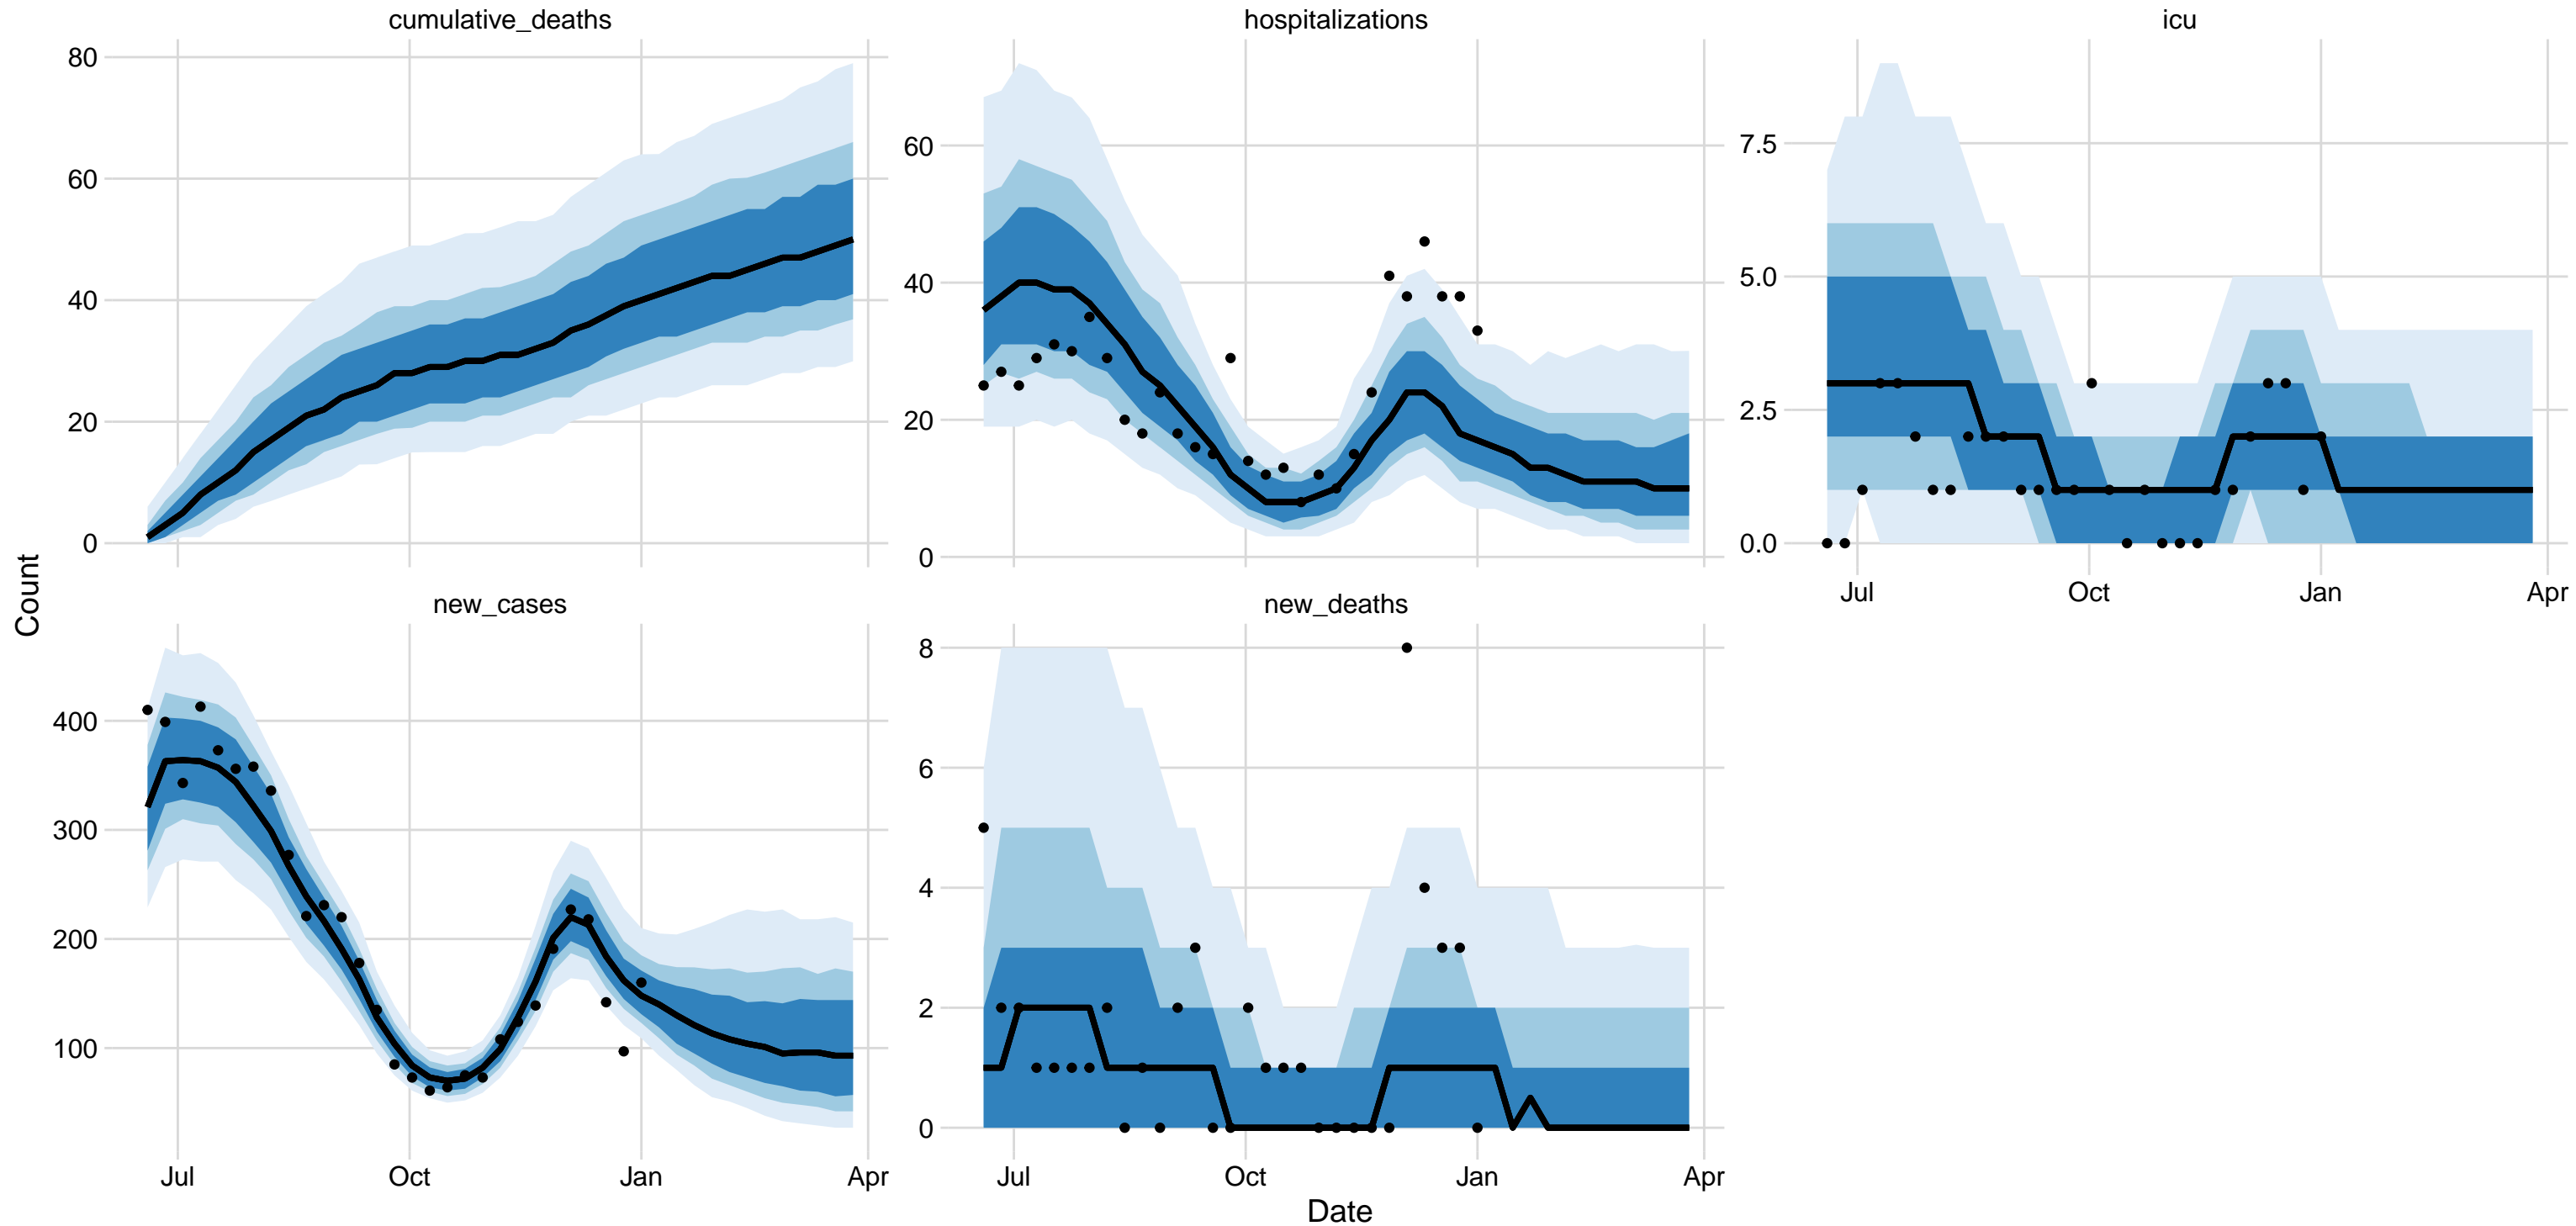 cumulative_deaths
hospitalizations
icu
80
60
40
20
0
60
40
20
0
7.5
5.0
2.5
0.0
Jul
Oct
Jan
Apr
Count
new_cases
new_deaths
400
300
200
100
8
6
4
2
0
Jul
Oct
Jan
Apr
Jul
Oct
Jan
Apr
Date